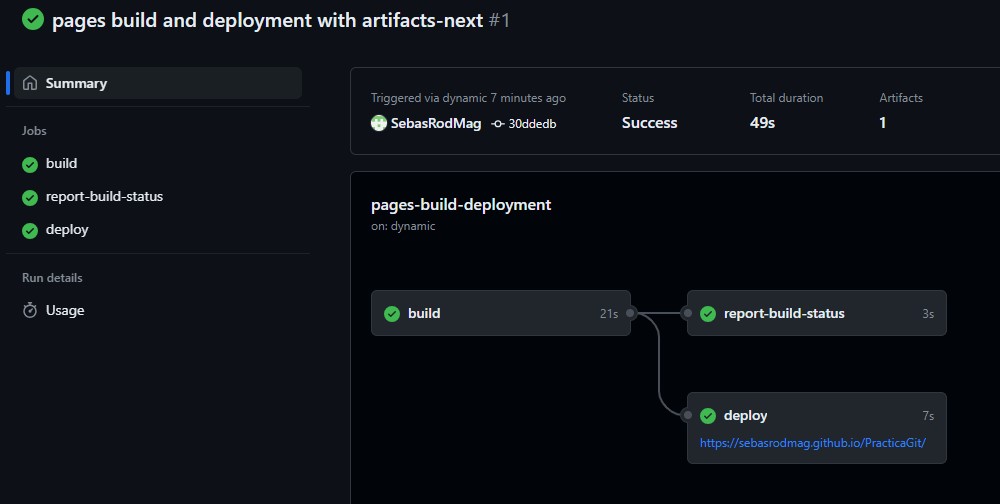 pages build and deployment with artifacts-next #1
Summary
Jobs
build
report-build-status
deploy
Run details
Usage
Triggered via dynamic 7 minutes ago
SebasRodMag 30ddedb
Status
Success
Total duration
49s
Artifacts
1
pages-build-deployment
on: dynamic
build 21s
report-build-status 3s
deploy 7s
https://sebasrodmag.github.io/PracticaGit/